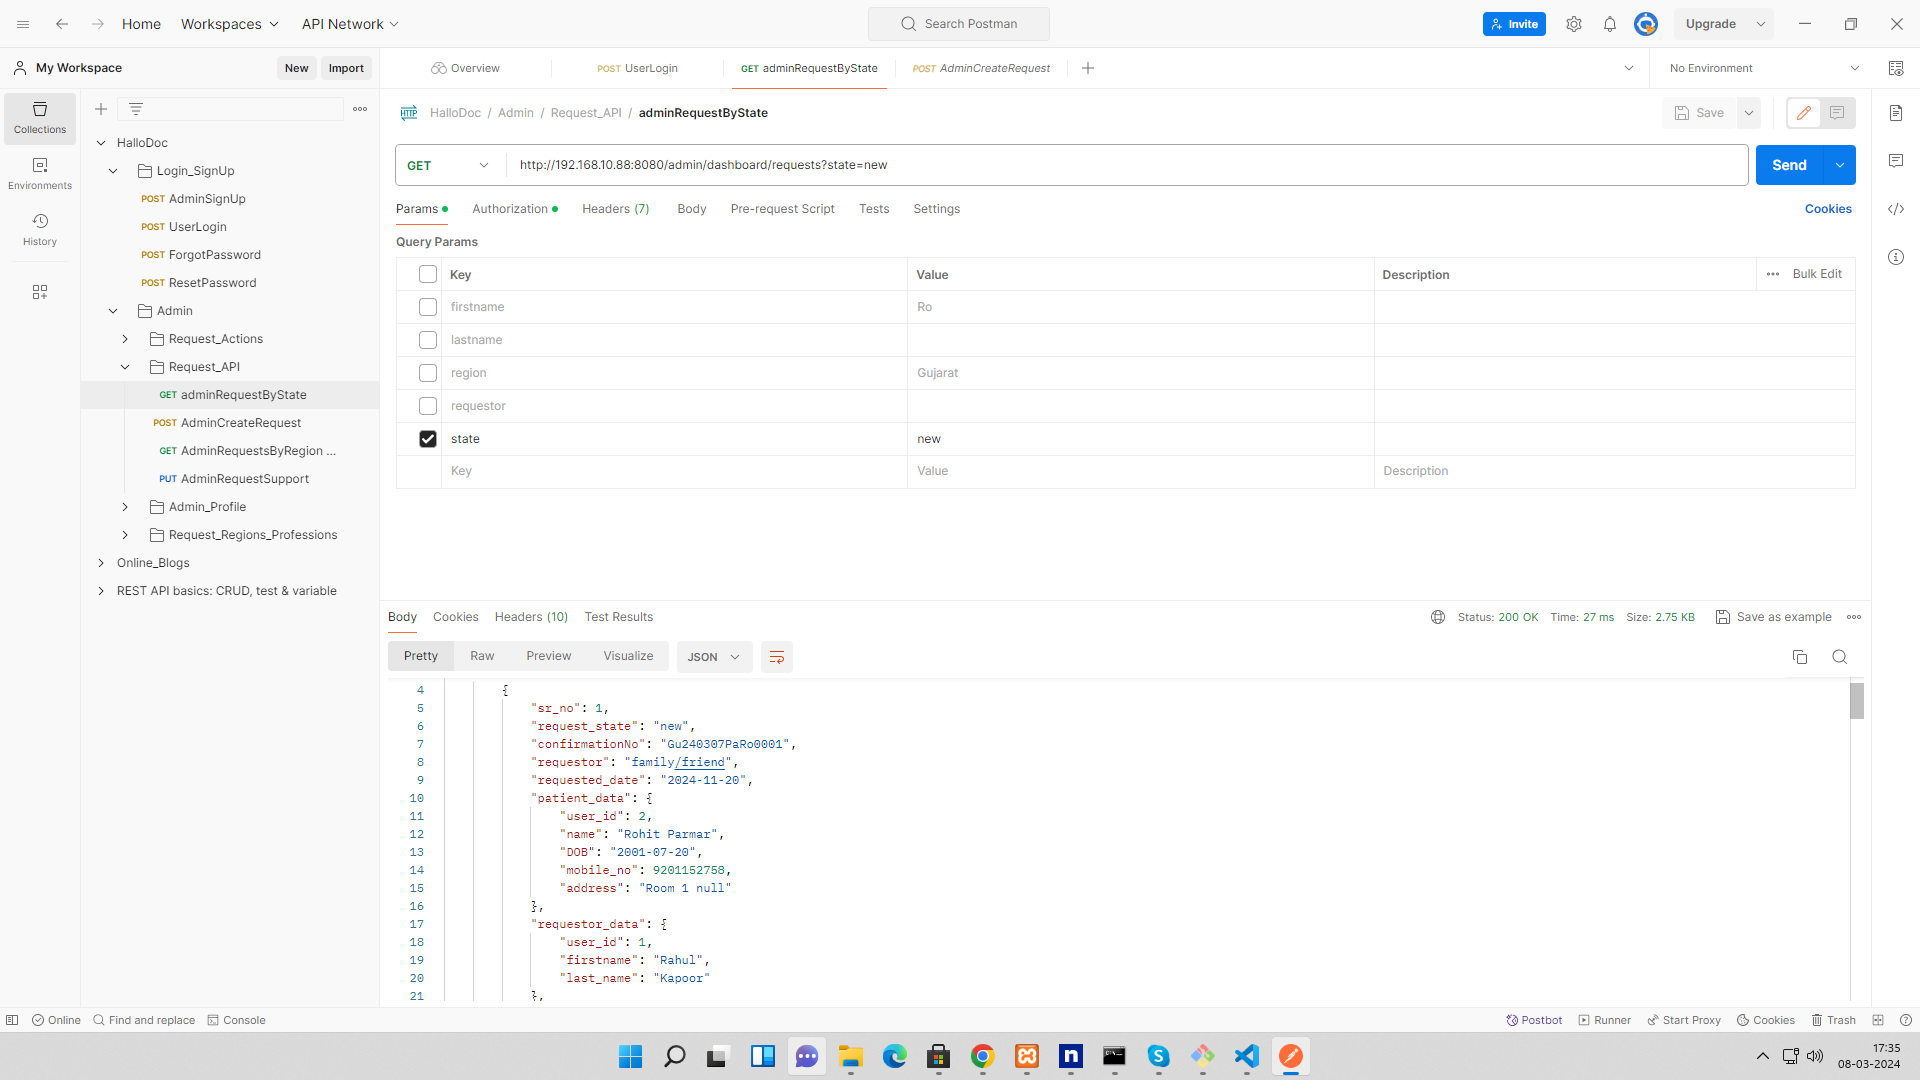 Home Workspaces API Network Search Postman Invite Upgrade
My Workspace New Import Overview POST UserLogin GET adminRequestByState POST AdminCreateRequest No Environment
Collections
Environments
History
HalloDoc
Login_SignUp
POST AdminSignUp
POST UserLogin
POST ForgotPassword
POST ResetPassword
Admin
Request_Actions
Request_API
GET adminRequestByState
POST AdminCreateRequest
GET AdminRequestsByRegion ...
PUT AdminRequestSupport
Admin_Profile
Request_Regions_Professions
Online_Blogs
REST API basics: CRUD, test & variable
HTTP HalloDoc / Admin / Request_API / adminRequestByState Save
GET http://192.168.10.88:8080/admin/dashboard/requests?state=new Send
Params Authorization Headers (7) Body Pre-request Script Tests Settings Cookies
Query Params
Key Value Description Bulk Edit
firstname Ro
lastname
region Gujarat
requestor
state new
Key Value Description
Body Cookies Headers (10) Test Results Status: 200 OK Time: 27 ms Size: 2.75 KB Save as example
Pretty Raw Preview Visualize JSON
4 {
5 "sr_no": 1,
6 "request_state": "new",
7 "confirmationNo": "Gu240307PaRo0001",
8 "requestor": "family/friend",
9 "requested_date": "2024-11-20",
10 "patient_data": {
11 "user_id": 2,
12 "name": "Rohit Parmar",
13 "DOB": "2001-07-20",
14 "mobile_no": 9201152758,
15 "address": "Room 1 null"
16 },
17 "requestor_data": {
18 "user_id": 1,
19 "firstname": "Rahul",
20 "last_name": "Kapoor"
21 },
Online Find and replace Console Postbot Runner Start Proxy Cookies Trash
17:35
08-03-2024